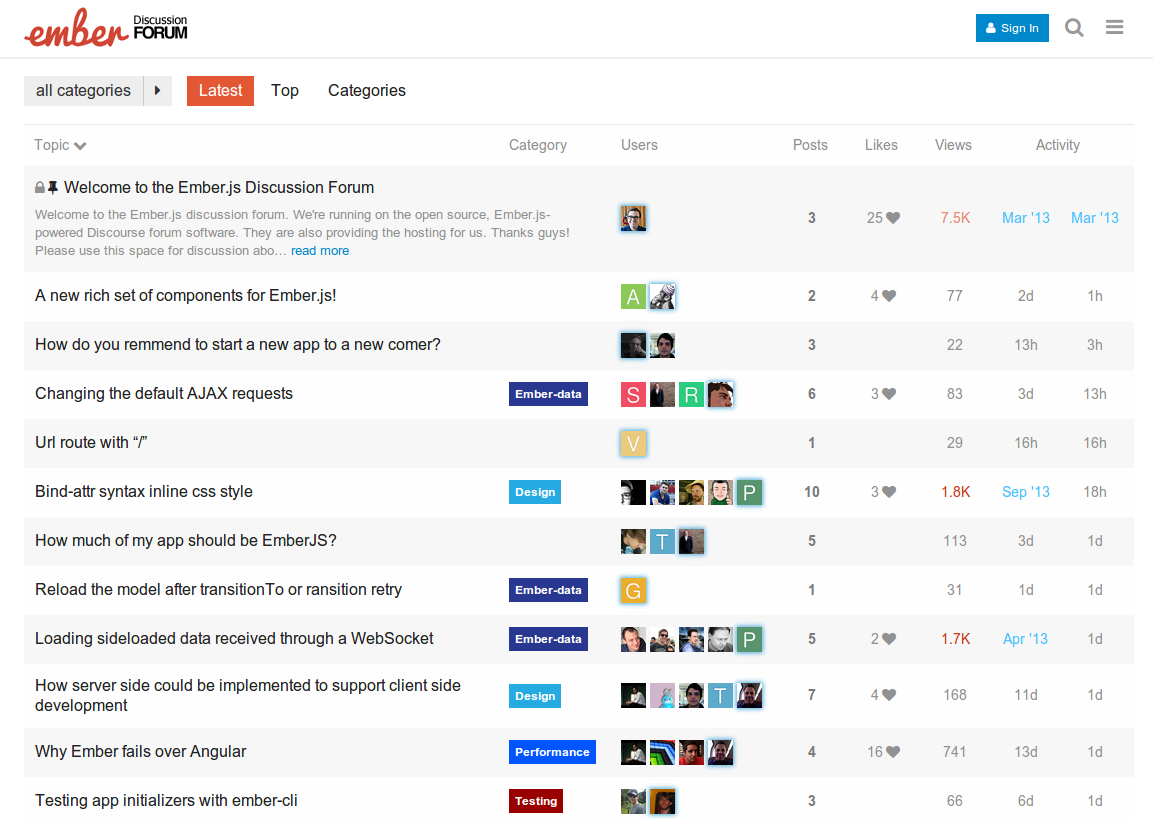 ember Discussion FORUM
Sign In
all categories Latest Top Categories
Topic Category Users Posts Likes Views Activity
Welcome to the Ember.js Discussion Forum
Welcome to the Ember.js discussion forum. We're running on the open source, Ember.js-
powered Discourse forum software. They are also providing the hosting for us. Thanks guys!
Please use this space for discussion abo… read more
3 25 7.5K Mar '13 Mar '13
A new rich set of components for Ember.js! A 2 4 77 2d 1h
How do you remmend to start a new app to a new comer? 3 22 13h 3h
Changing the default AJAX requests Ember-data S R 6 3 83 3d 13h
Url route with “/” V 1 29 16h 16h
Bind-attr syntax inline css style Design P 10 3 1.8K Sep '13 18h
How much of my app should be EmberJS? T 5 113 3d 1d
Reload the model after transitionTo or ransition retry Ember-data G 1 31 1d 1d
Loading sideloaded data received through a WebSocket Ember-data P 5 2 1.7K Apr '13 1d
How server side could be implemented to support client side
development
Design T 7 4 168 11d 1d
Why Ember fails over Angular Performance 4 16 741 13d 1d
Testing app initializers with ember-cli Testing 3 66 6d 1d